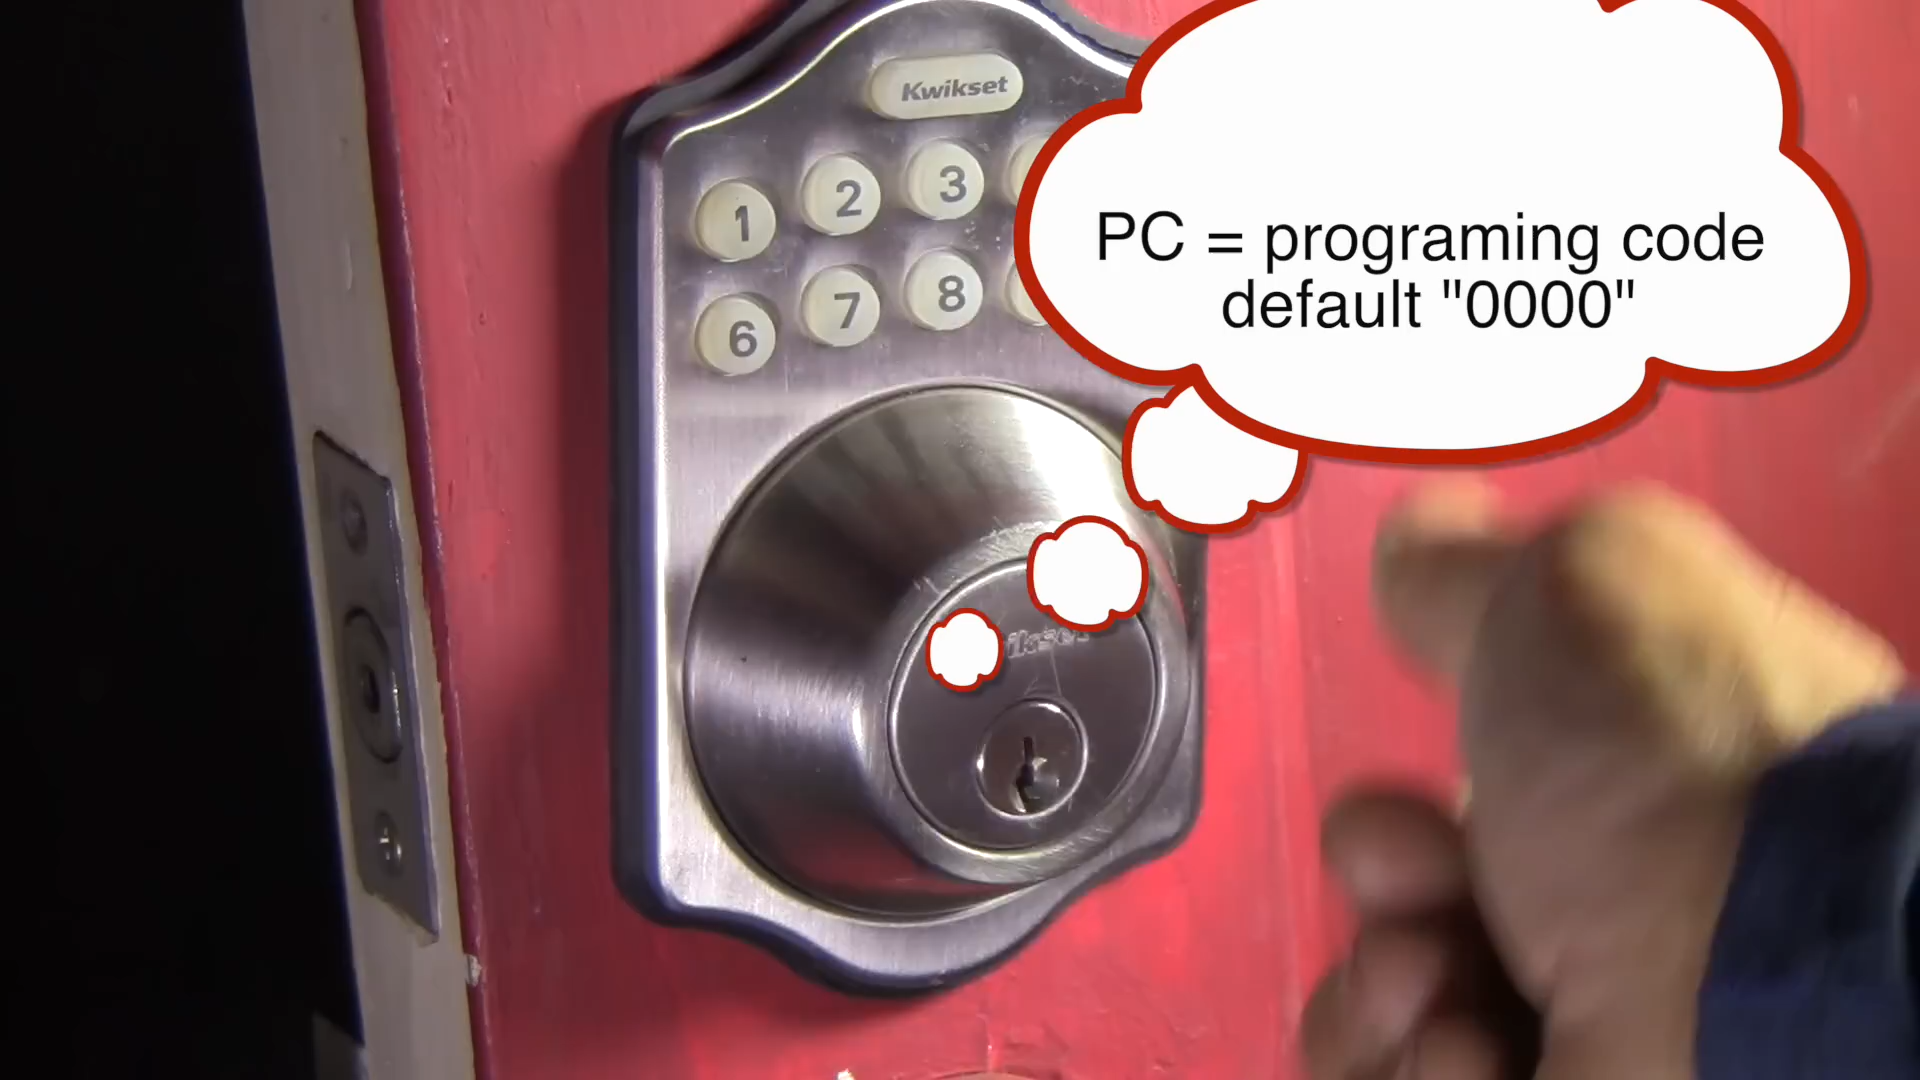 Kwikset
1 2 3
6 7 8
PC = programing code
default "0000"